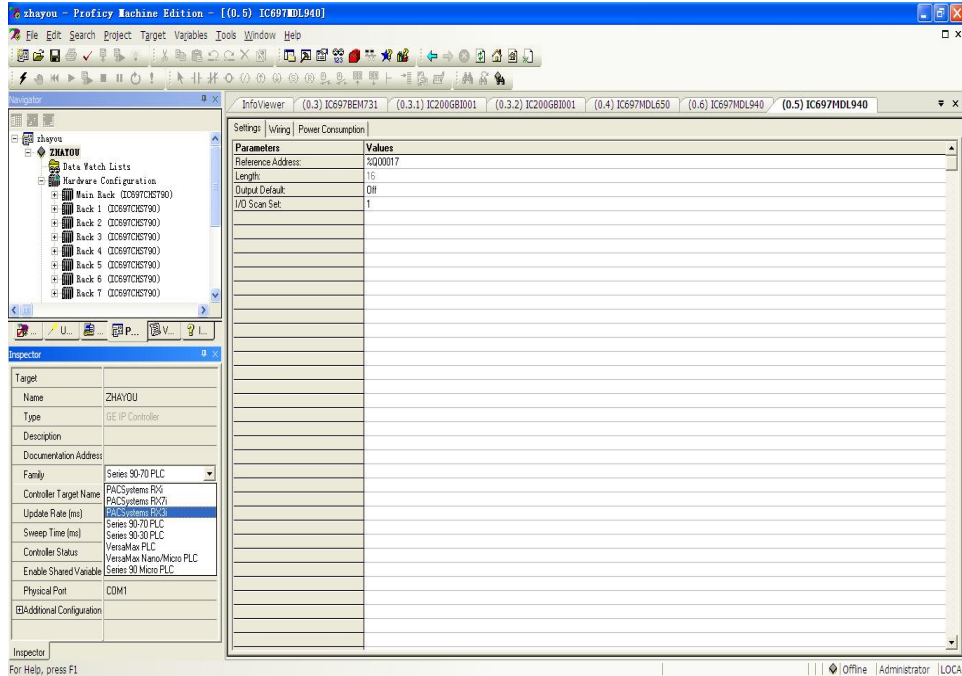 zhayou - Proficy Machine Edition - [(0.5) IC697MDL940]
File Edit Search Project Target Variables Tools Window Help
Navigator
InfoViewer (0.3) IC697BEM731 (0.3.1) IC200GBI001 (0.3.2) IC200GBI001 (0.4) IC697MDL650 (0.6) IC697MDL940 (0.5) IC697MDL940
zhayou
ZHAYOU
Data Watch Lists
Hardware Configuration
Main Rack (IC697CHS790)
Rack 1 (IC697CHS790)
Rack 2 (IC697CHS790)
Rack 3 (IC697CHS790)
Rack 4 (IC697CHS790)
Rack 5 (IC697CHS790)
Rack 6 (IC697CHS790)
Rack 7 (IC697CHS790)
U... P... V... I...
Settings Wiring Power Consumption
Parameters Values
Reference Address: %Q00017
Length: 16
Output Default: Off
I/O Scan Set: 1
Inspector
Target
Name ZHAYOU
Type GE IP Controller
Description
Documentation Address
Family Series 90-70 PLC
Controller Target Name
Update Rate (ms)
Sweep Time (ms)
Controller Status
Enable Shared Variable
PACSystems RXi
PACSystems RX7i
PACSystems RX3i
Series 90-70 PLC
Series 90-30 PLC
VersaMax PLC
VersaMax Nano/Micro PLC
Series 90 Micro PLC
Physical Port COM1
Additional Configuration
Inspector
For Help, press F1
Offline Administrator LOCA